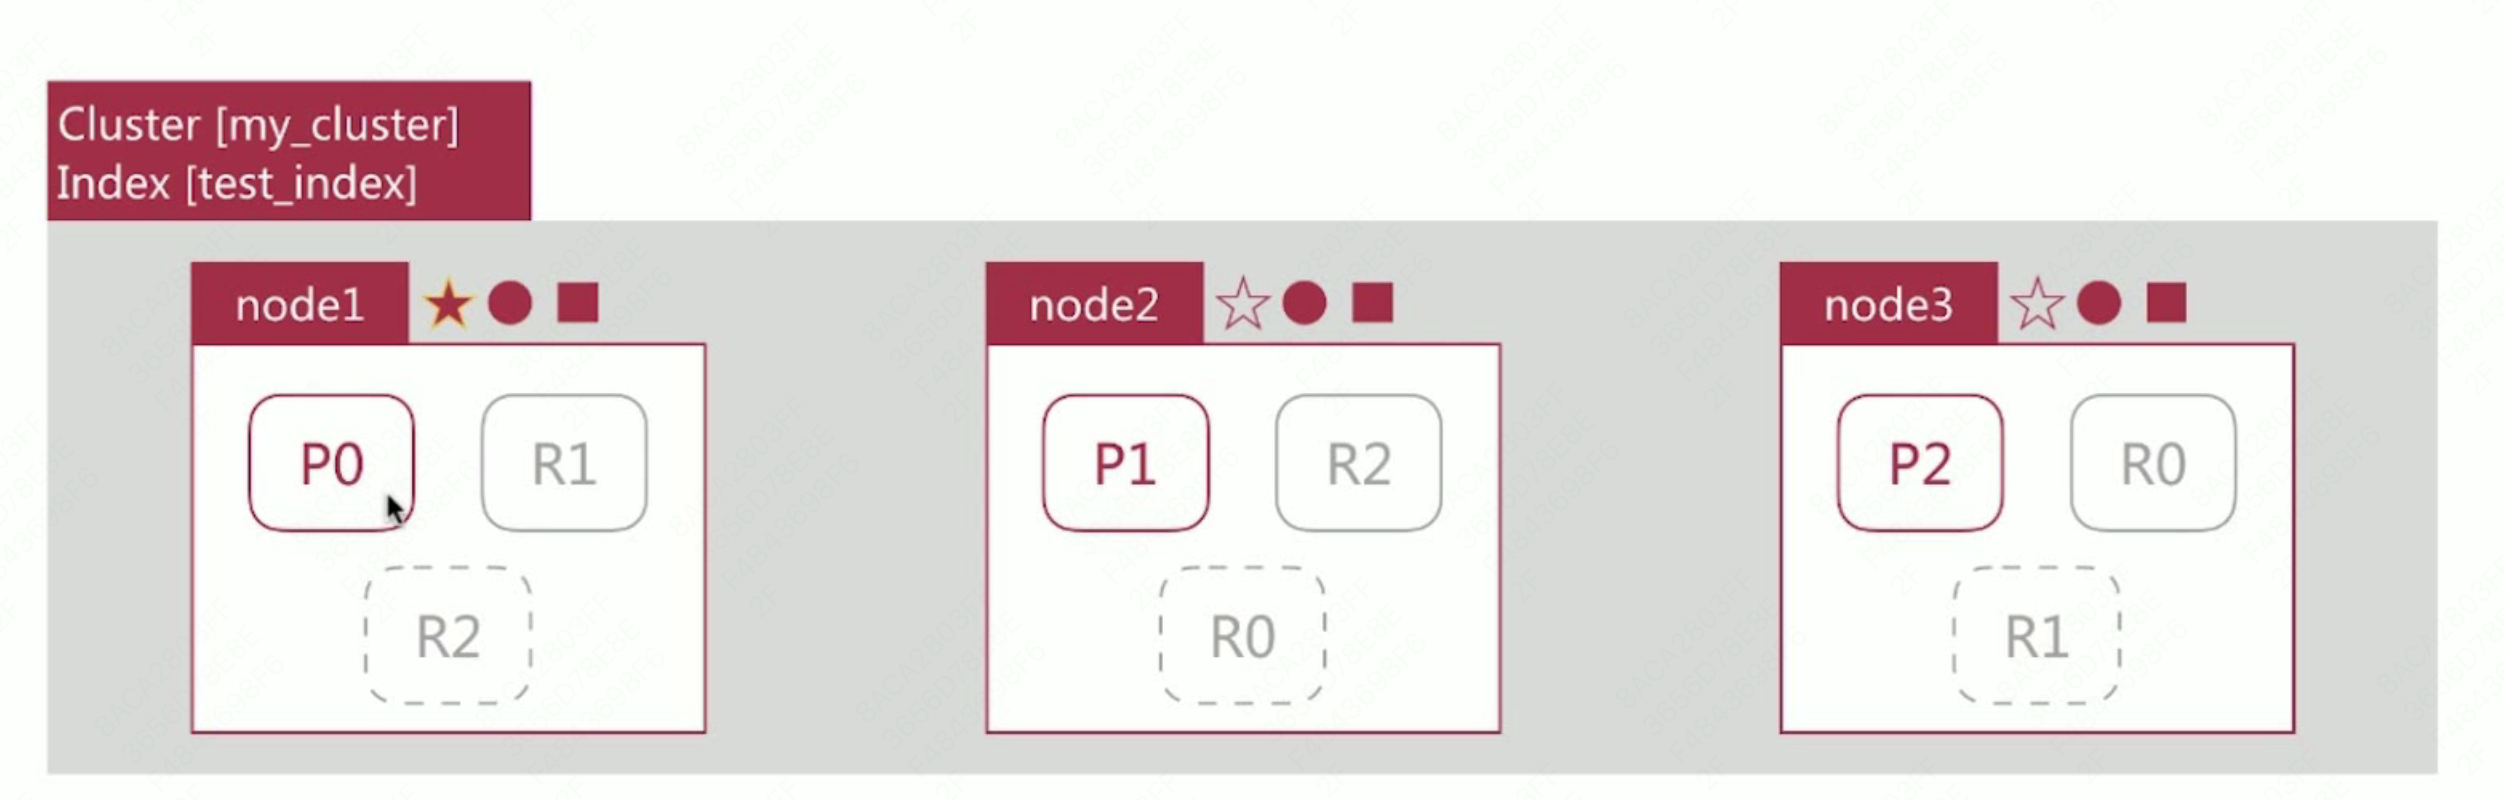 Cluster [my_cluster]
Index [test_index]
node1
node2
node3
P0
R1
P1
R2
P2
R0
R2
R0
R1